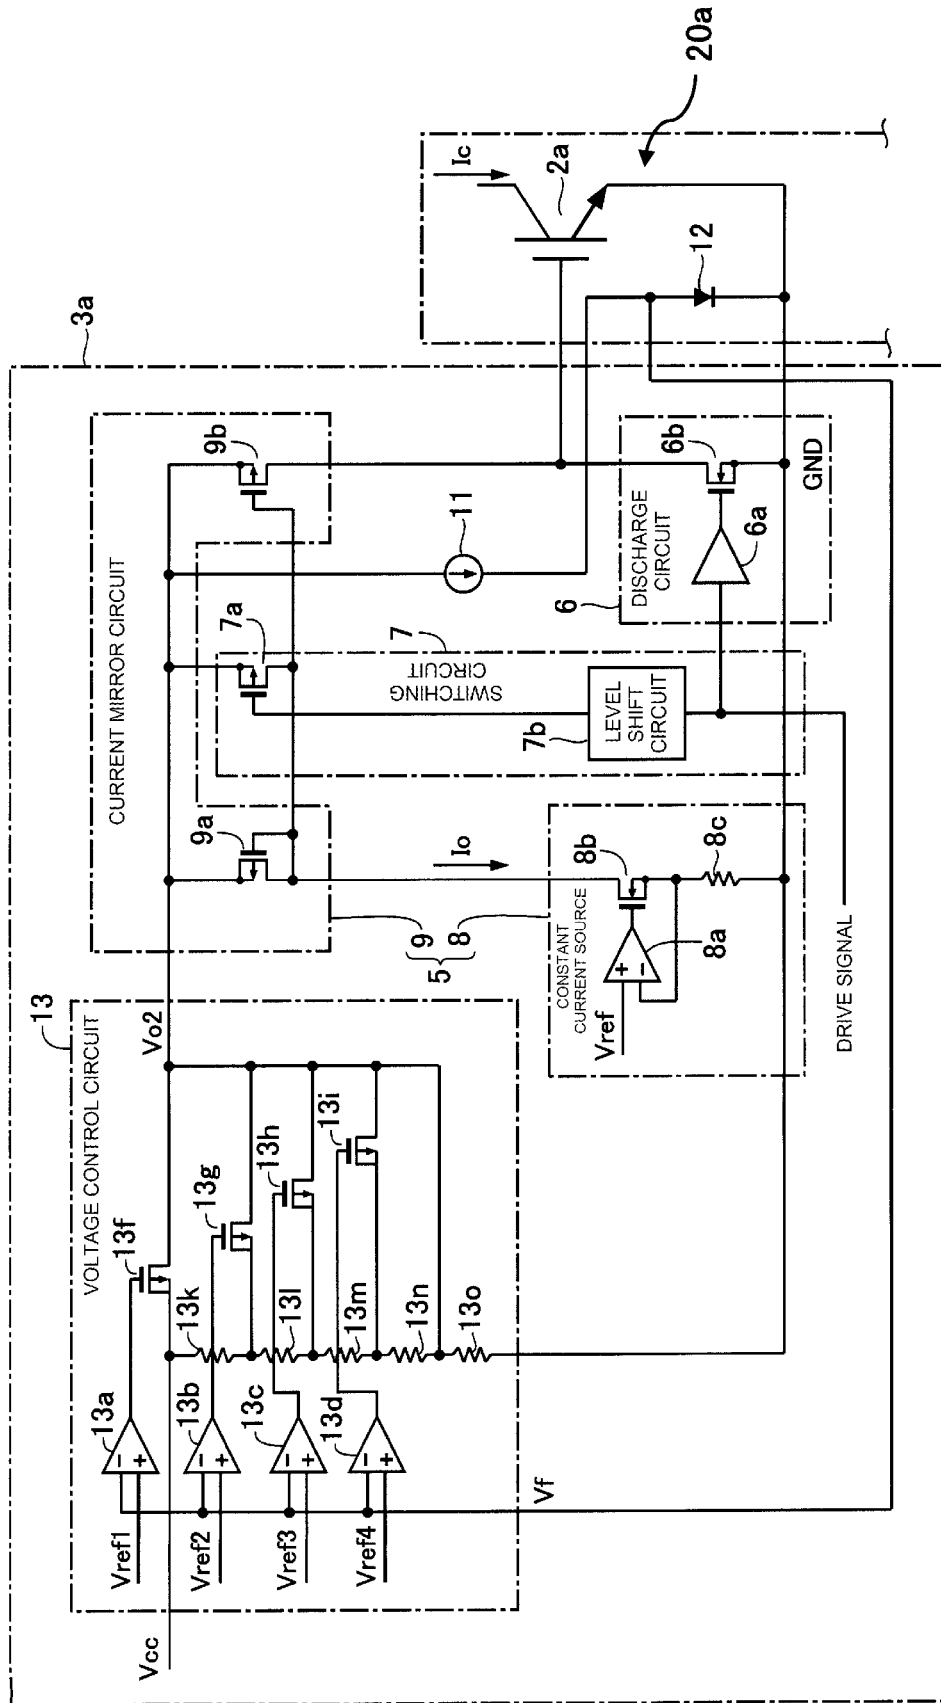 3a
20a
Ic
2a
12
CURRENT MIRROR CIRCUIT
9b
7a
9a
11
7
SWITCHING
CIRCUIT
7b
LEVEL
SHIFT
CIRCUIT
6
DISCHARGE
CIRCUIT
6b
6a
GND
Io
9
8
5
CONSTANT
CURRENT SOURCE
8b
8c
8a
Vref
DRIVE SIGNAL
13
VOLTAGE CONTROL CIRCUIT
Vo2
13f
13g
13h
13i
13k
13l
13m
13n
13o
13a
13b
13c
13d
- +
- +
- +
- +
+ -
Vref1
Vref2
Vref3
Vref4
Vf
Vcc